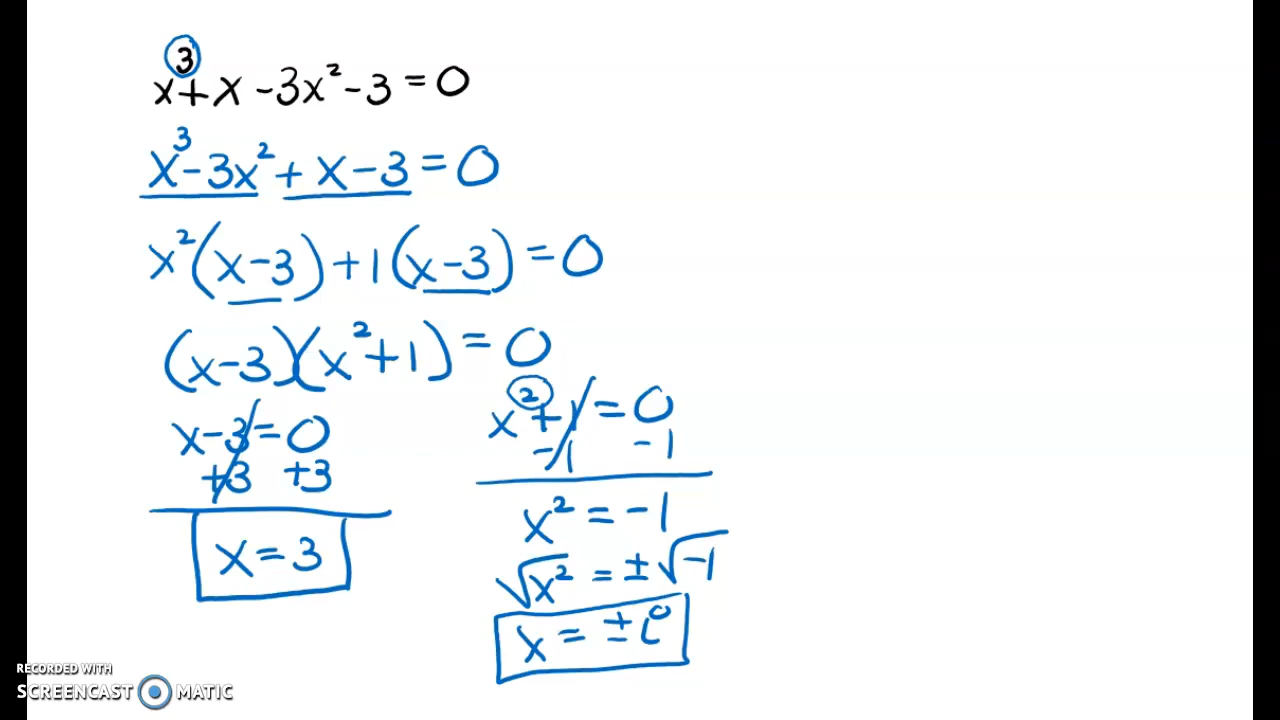 x³+x-3x²-3=0
x³-3x²+x-3=0
x²(x-3)+1(x-3)=0
(x-3)(x²+1)=0
x-3=0
+3 +3
x=3
x²+1=0
-1 -1
x²=-1
√x²=±√-1
x=±i
RECORDED WITH
SCREENCAST MATIC